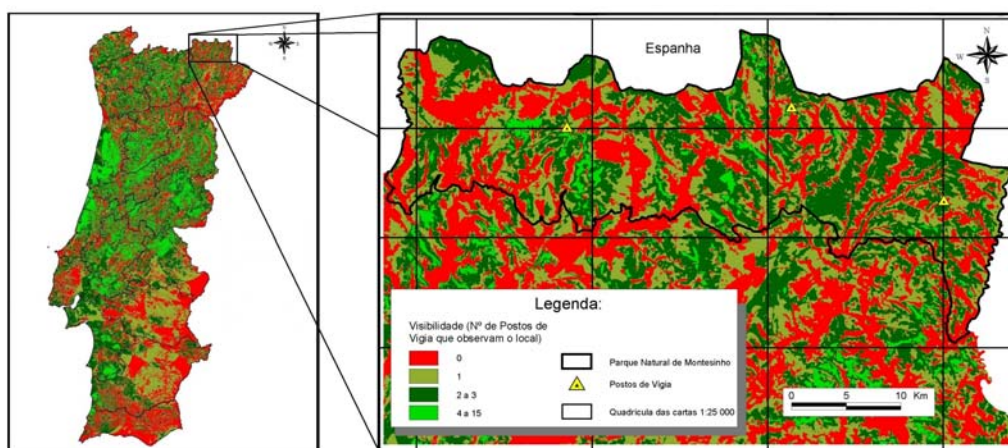 Espanha
N
W
S
Legenda:
Visibilidade (Nº de Postos de
Vigia que observam o local)
0
1
2 a 3
4 a 15
Parque Natural de Montesinho
Postos de Vigia
Quadrícula das cartas 1:25 000
0 5 10 Km